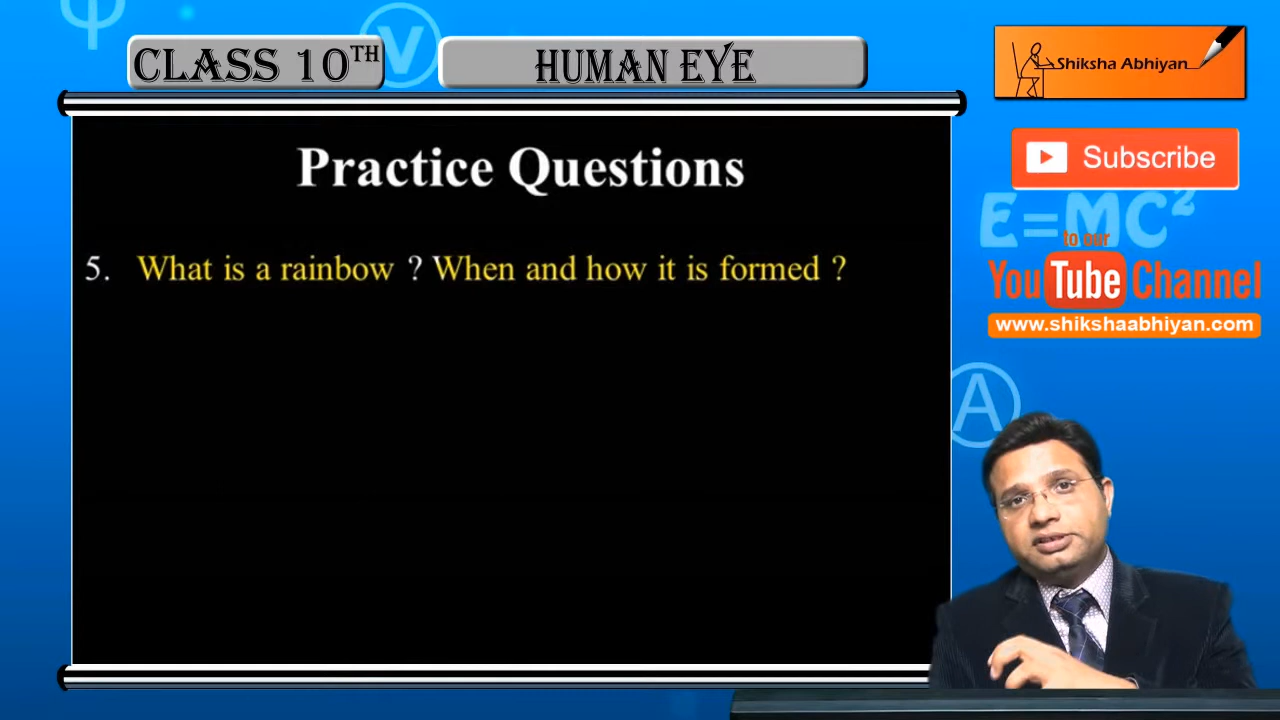 CLASS 10TH
HUMAN EYE
Shiksha Abhiyan
Subscribe
Practice Questions
E=MC2
to our
YouTube Channel
5. What is a rainbow ? When and how it is formed ?
www.shikshaabhiyan.com
V
A